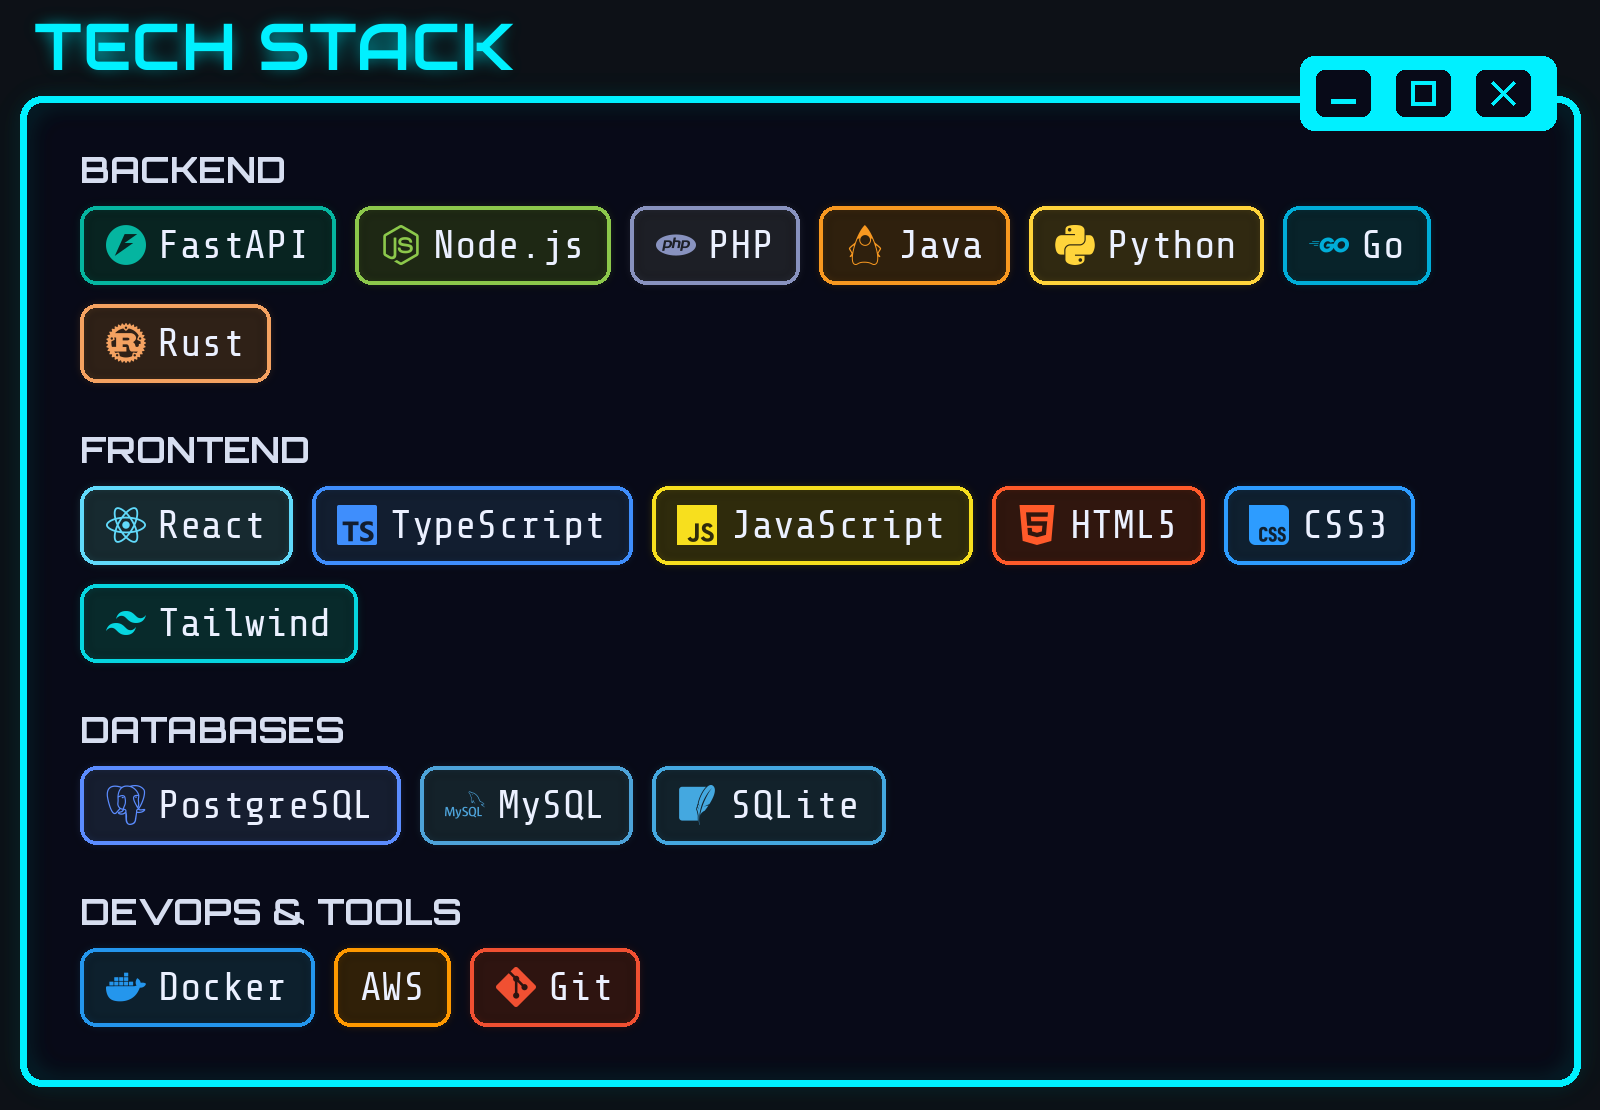 TECH STACK
BACKEND
FastAPI Node.js PHP Java Python Go
Rust
FRONTEND
React TypeScript JavaScript HTML5 CSS3
Tailwind
DATABASES
PostgreSQL MySQL SQLite
DEVOPS & TOOLS
Docker AWS Git